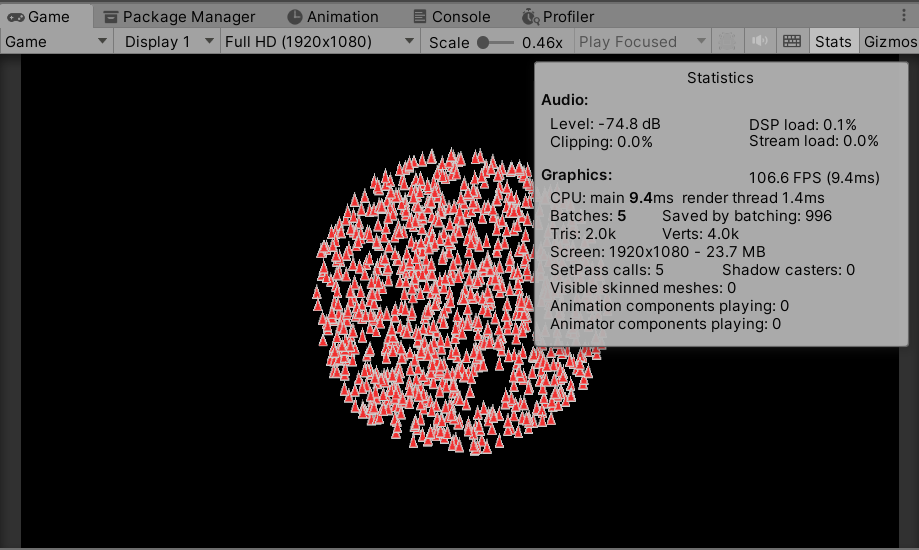 Game Package Manager Animation Console Profiler
Game Display 1 Full HD (1920x1080) Scale 0.46x Play Focused Stats Gizmos
Statistics
Audio:
Level: -74.8 dB DSP load: 0.1%
Clipping: 0.0% Stream load: 0.0%
Graphics: 106.6 FPS (9.4ms)
CPU: main 9.4ms render thread 1.4ms
Batches: 5 Saved by batching: 996
Tris: 2.0k Verts: 4.0k
Screen: 1920x1080 - 23.7 MB
SetPass calls: 5 Shadow casters: 0
Visible skinned meshes: 0
Animation components playing: 0
Animator components playing: 0